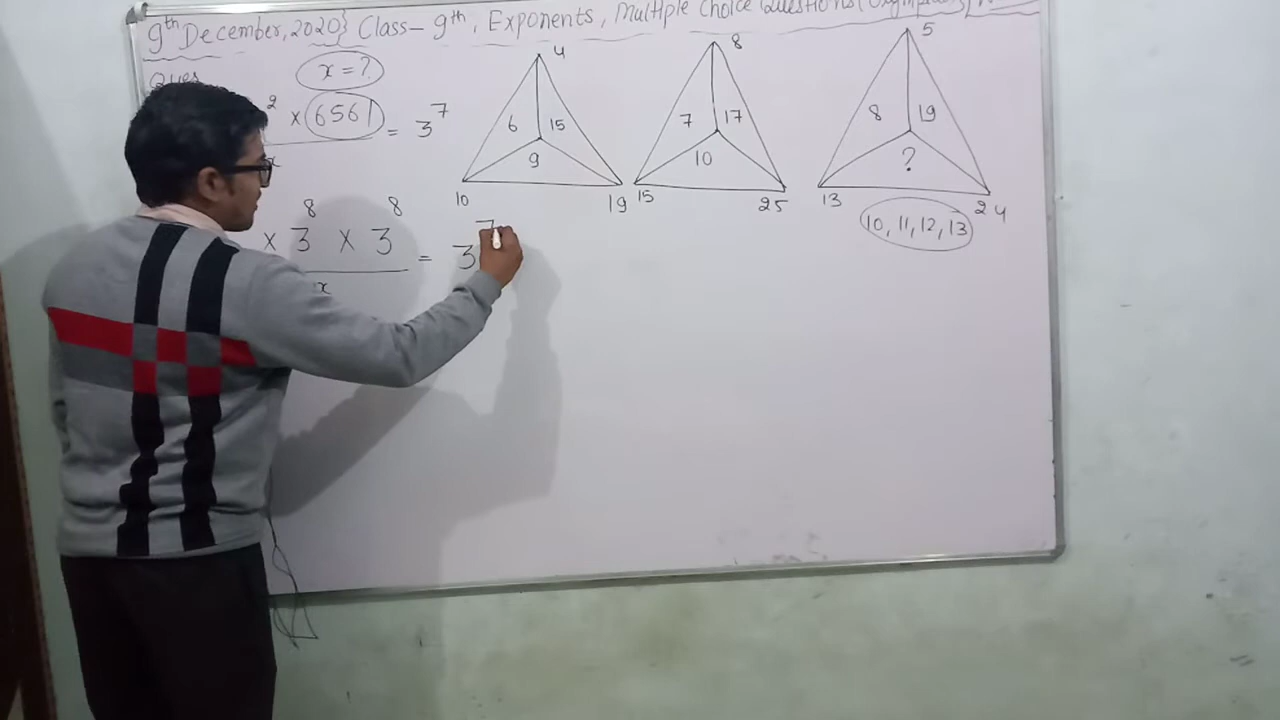 9th December, 2020} Class- 9th, Exponents, Multiple Choice Questions (Olympiad)
Ques
x = ?
2 × 6561 = 3^7
x
4
6 15
9
10 19
8
7 17
10
15 25
5
8 19
?
13 24
10, 11, 12, 13
× 3^8 × 3^8 = 3^7
x